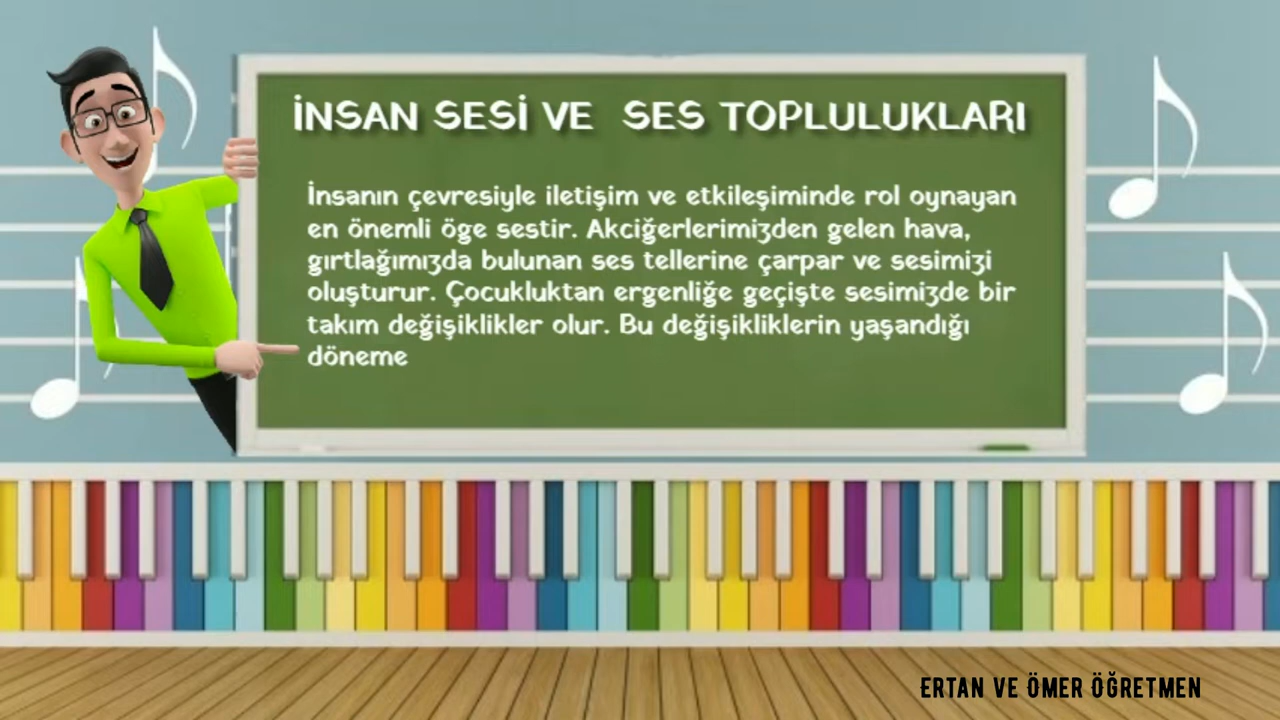 İNSAN SESİ VE SES TOPLULUKLARI
İnsanın çevresiyle iletişim ve etkileşiminde rol oynayan
en önemli öge sestir. Akciğerlerimizden gelen hava,
gırtlağımızda bulunan ses tellerine çarpar ve sesimizi
oluşturur. Çocukluktan ergenliğe geçişte sesimizde bir
takım değişiklikler olur. Bu değişikliklerin yaşandığı
döneme
ERTAN VE ÖMER ÖĞRETMEN